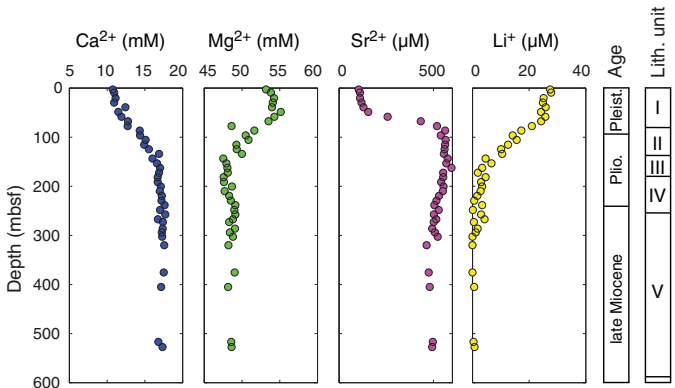 Ca2+ (mM) Mg2+ (mM) Sr2+ (µM) Li+ (µM) Age Lith. unit
5 10 15 20 45 50 55 60 0 500 0 20 40
0
100
200
300
400
500
600
Depth (mbsf)
Pleist.
Plio.
late Miocene
I
II
III
IV
V